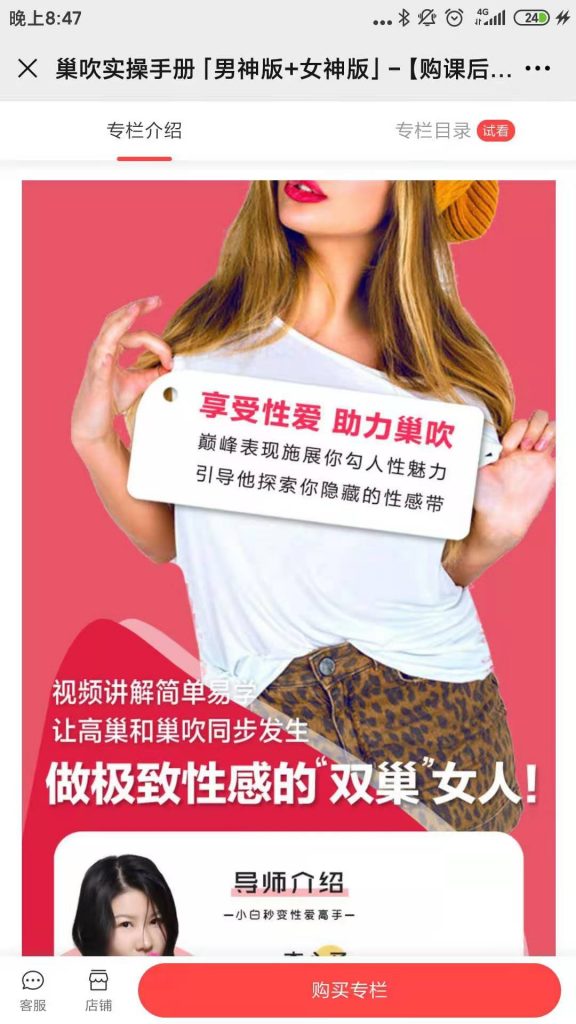 晚上8:47
4G
24
巢吹实操手册「男神版+女神版」-【购课后...
专栏介绍
专栏目录 试看
享受性爱 助力巢吹
巅峰表现施展你勾人性魅力
引导他探索你隐藏的性感带
视频讲解简单易学
让高巢和巢吹同步发生
做极致性感的“双巢”女人!
导师介绍
—小白秒变性爱高手—
客服
店铺
购买专栏